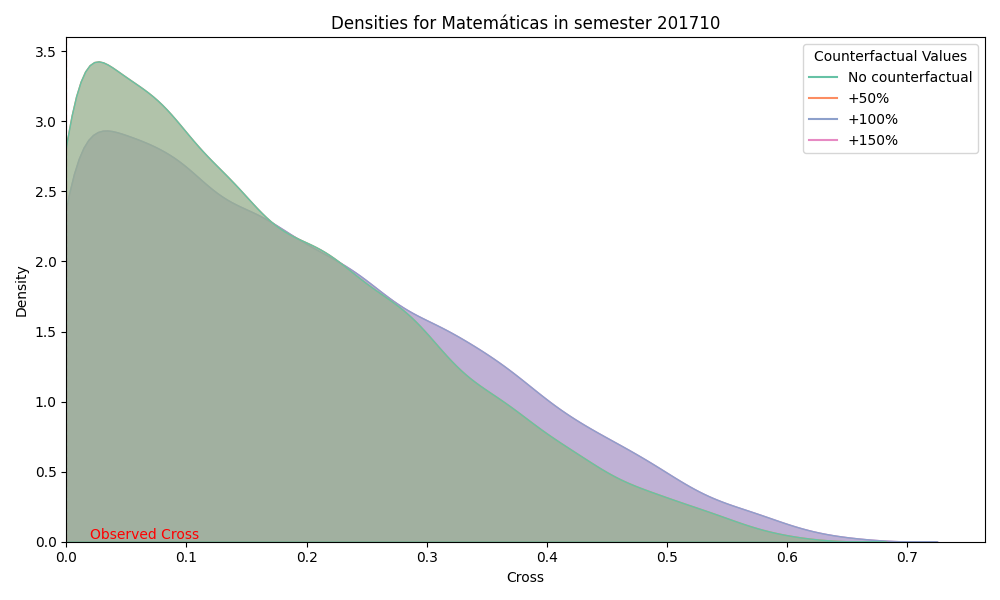 Densities for Matemáticas in semester 201710
Counterfactual Values
No counterfactual
+50%
+100%
+150%
3.5
3.0
2.5
2.0
1.5
1.0
0.5
0.0
Density
Observed Cross
0.0 0.1 0.2 0.3 0.4 0.5 0.6 0.7
Cross